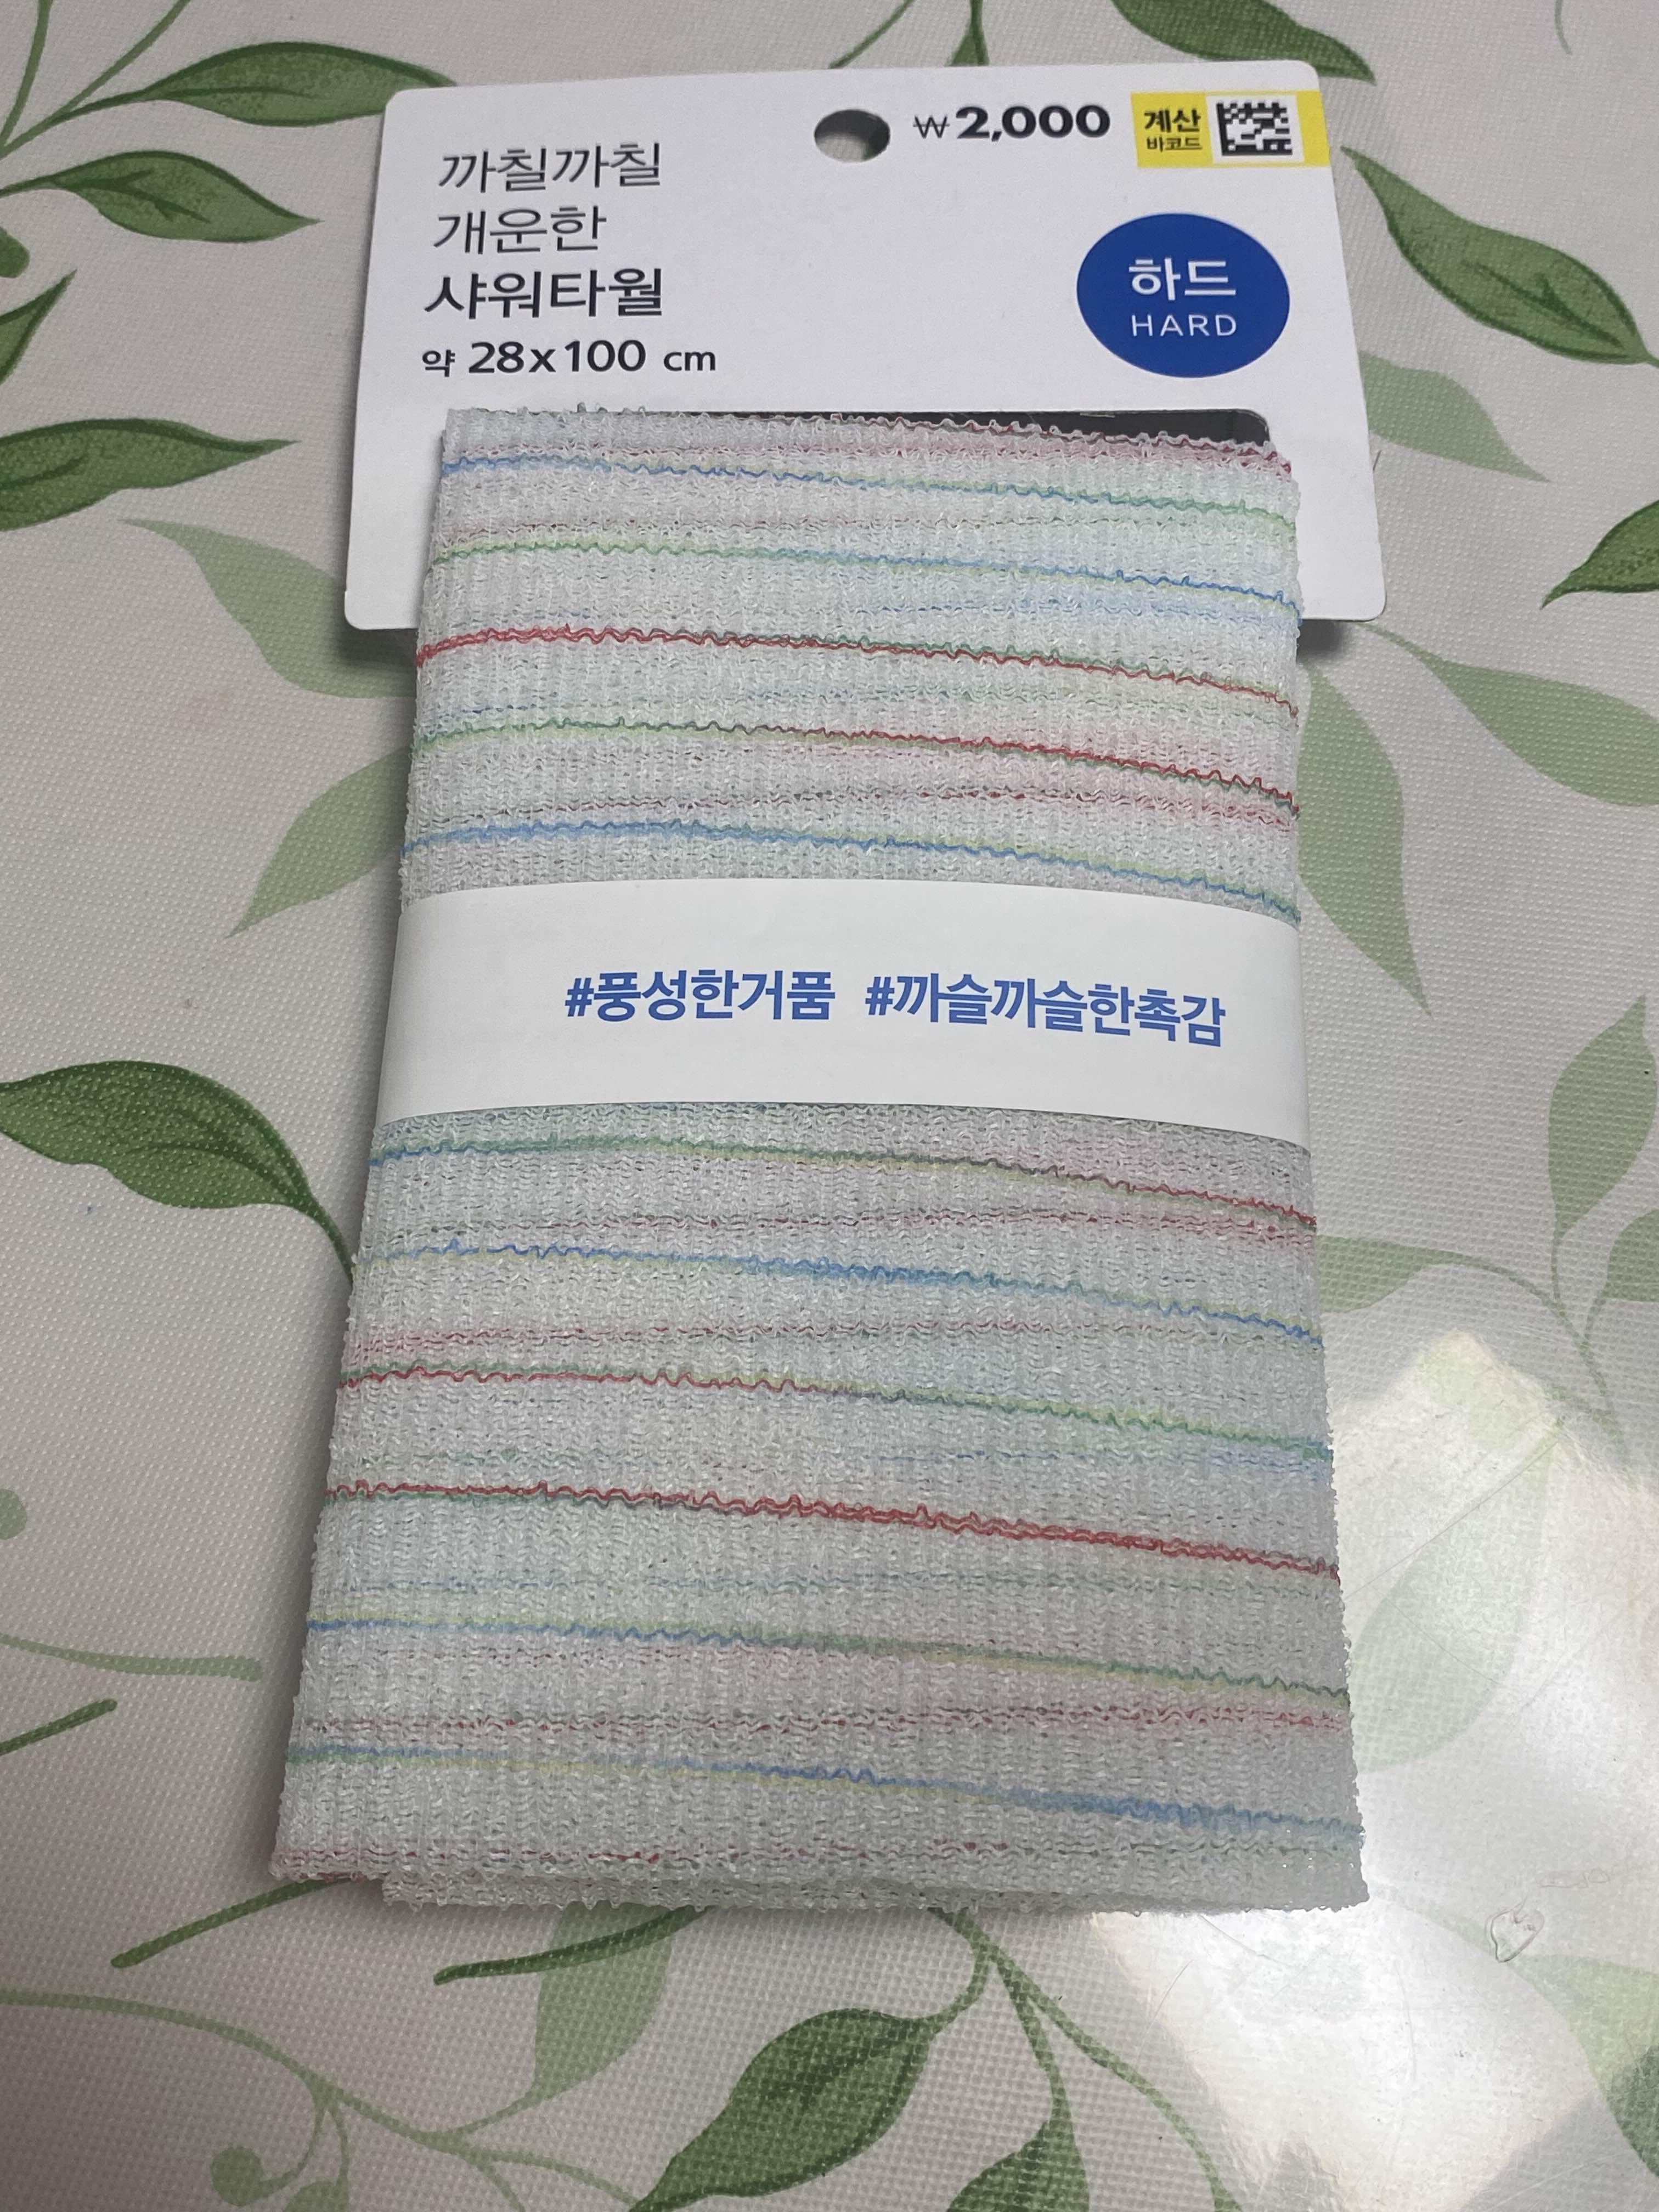 ₩2,000
계산
바코드
까칠까칠
개운한
샤워타월
약 28x100 cm
하드
HARD
#풍성한거품 #까슬까슬한촉감